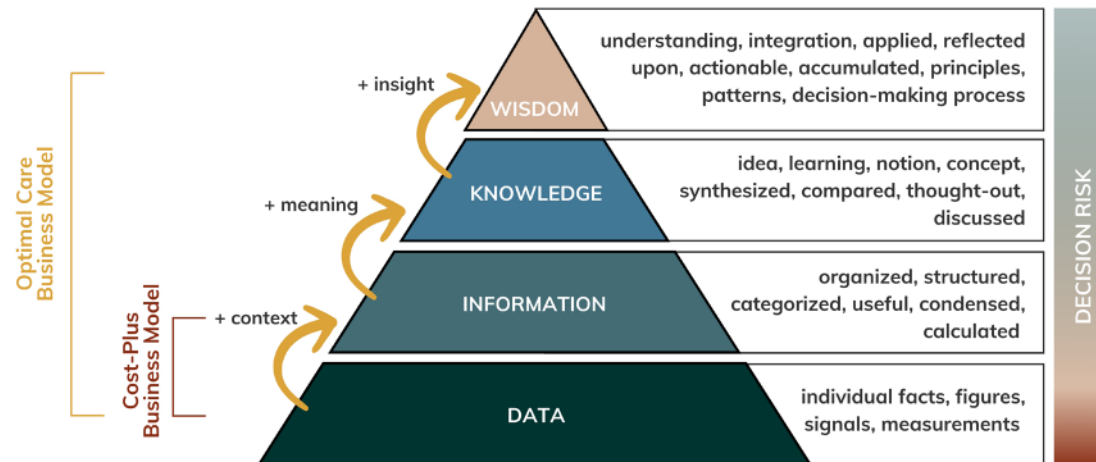 understanding, integration, applied, reflected
upon, actionable, accumulated, principles,
patterns, decision-making process
+ insight
WISDOM
idea, learning, notion, concept,
synthesized, compared, thought-out,
discussed
KNOWLEDGE
+ meaning
Optimal Care
Business Model
organized, structured,
categorized, useful, condensed,
calculated
INFORMATION
+ context
Cost-Plus
Business Model
individual facts, figures,
signals, measurements
DATA
DECISION RISK